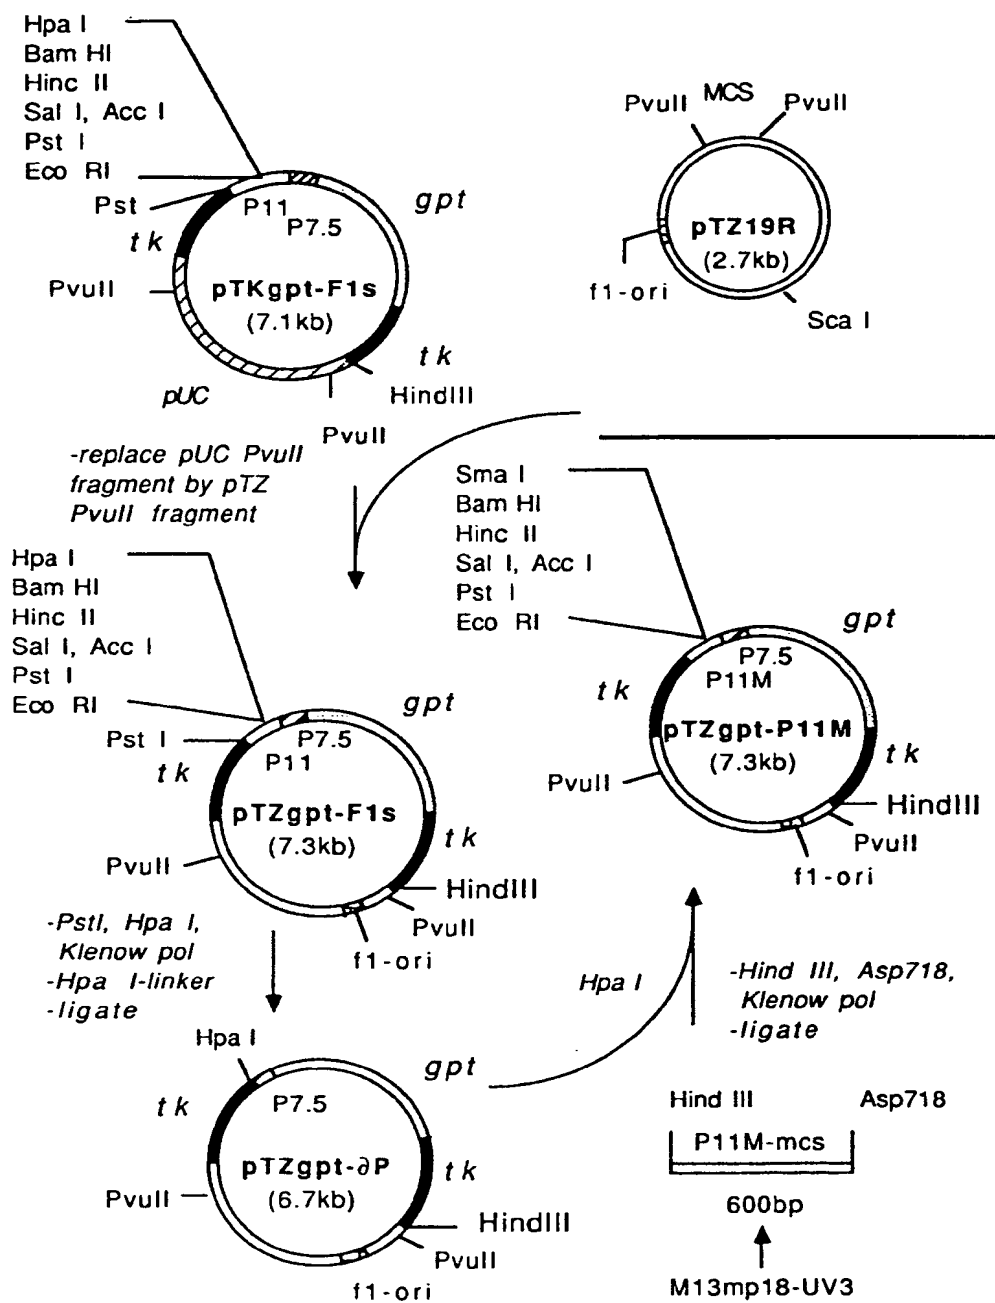 Hpa I
Bam HI
Hinc II
Sal I, Acc I
Pst I
Eco RI
Pst
P11
P7.5
gpt
tk
PvuII
pTKgpt-F1s
(7.1kb)
tk
HindIII
pUC
PvuII
PvuII MCS PvuII
pTZ19R
(2.7kb)
f1-ori
Sca I
-replace pUC PvuII
fragment by pTZ
PvuII fragment
Hpa I
Bam HI
Hinc II
Sal I, Acc I
Pst I
Eco RI
Pst I
gpt
P7.5
P11
tk
pTZgpt-F1s
(7.3kb)
tk
PvuII
HindIII
PvuII
f1-ori
Sma I
Bam HI
Hinc II
Sal I, Acc I
Pst I
Eco RI
gpt
P7.5
P11M
tk
pTZgpt-P11M
(7.3kb)
tk
PvuII
HindIII
PvuII
f1-ori
-PstI, Hpa I,
Klenow pol
-Hpa I-linker
-ligate
Hpa I
-Hind III, Asp718,
Klenow pol
-ligate
Hpa I
gpt
tk
P7.5
pTZgpt-∂P
(6.7kb)
tk
PvuII
HindIII
PvuII
f1-ori
Hind III Asp718
P11M-mcs
600bp
M13mp18-UV3